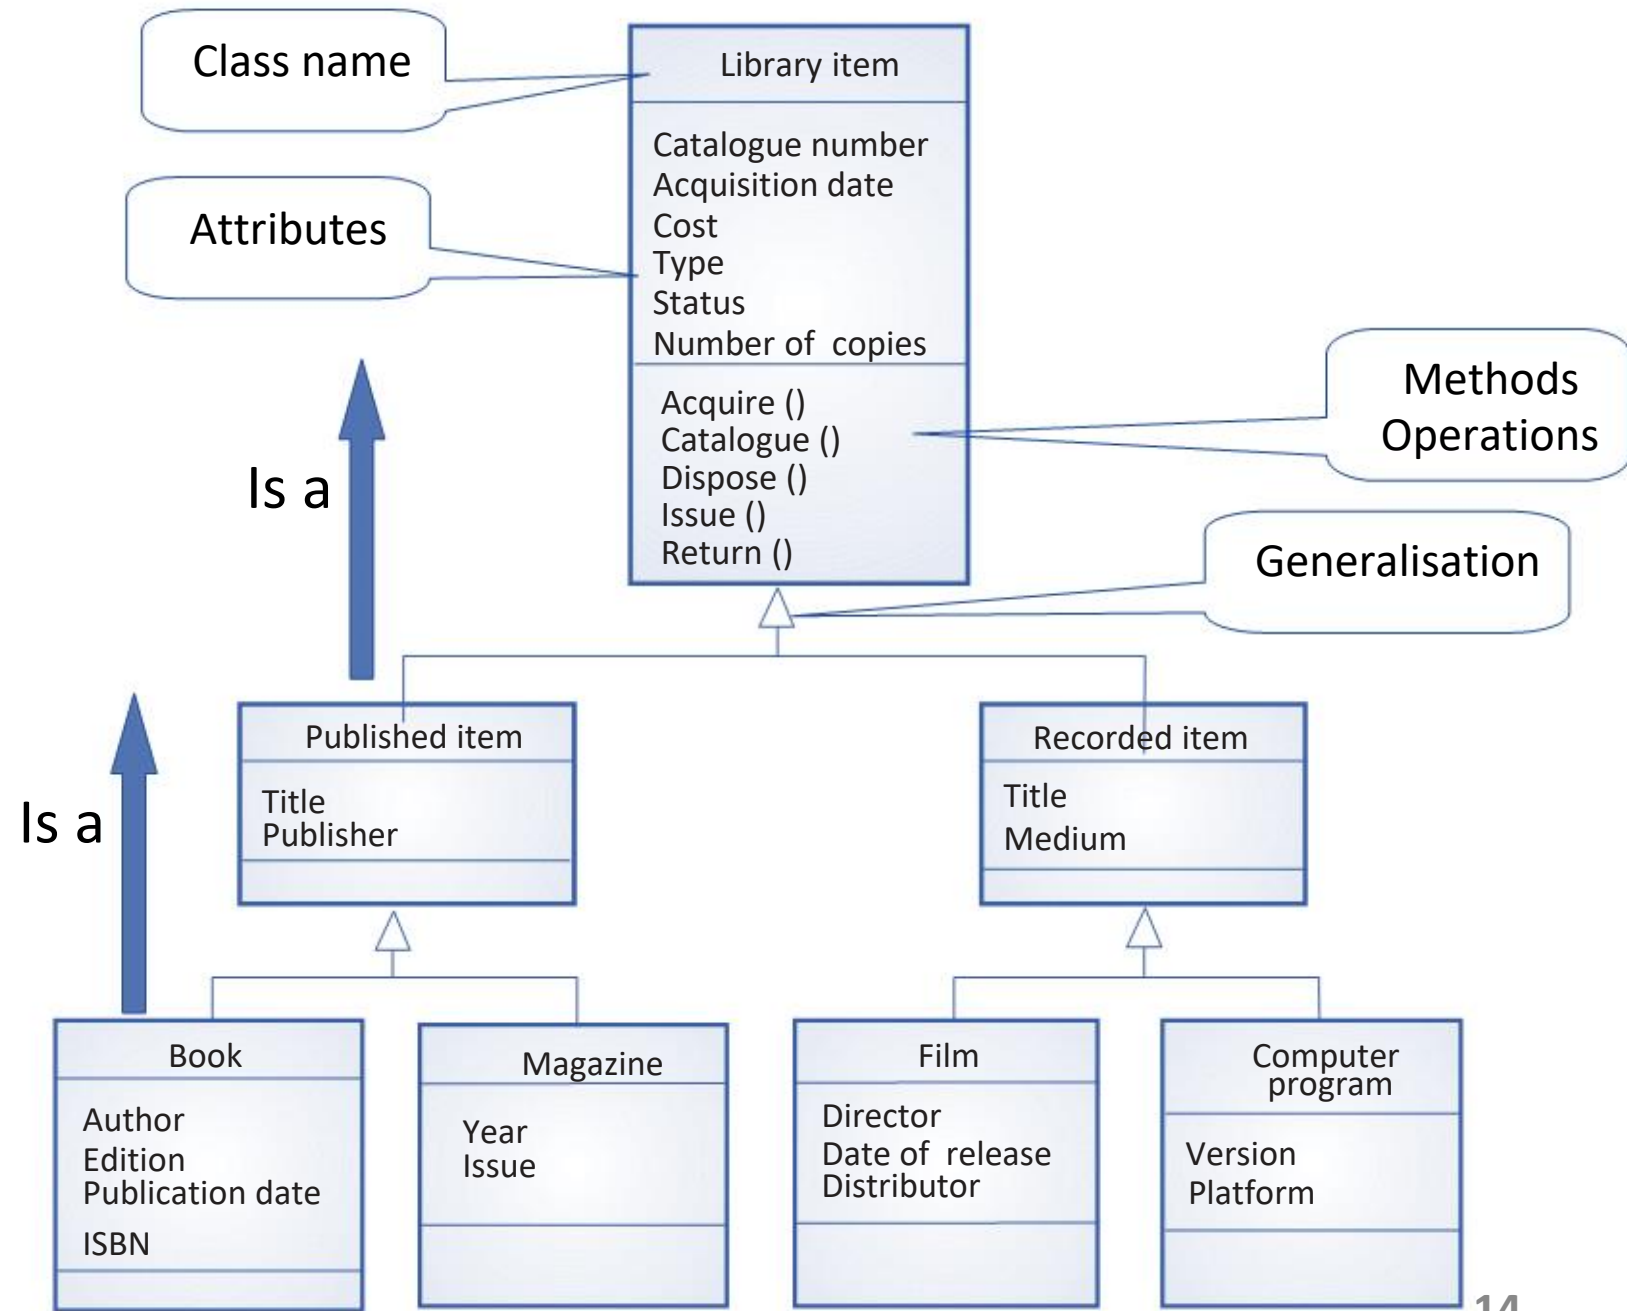 Class name
Library item
Catalogue number
Acquisition date
Cost
Type
Status
Number of copies
Attributes
Acquire ()
Catalogue ()
Dispose ()
Issue ()
Return ()
Methods
Operations
Generalisation
Is a
Published item
Title
Publisher
Recorded item
Title
Medium
Is a
Book
Author
Edition
Publication date
ISBN
Magazine
Year
Issue
Film
Director
Date of release
Distributor
Computer
program
Version
Platform
14